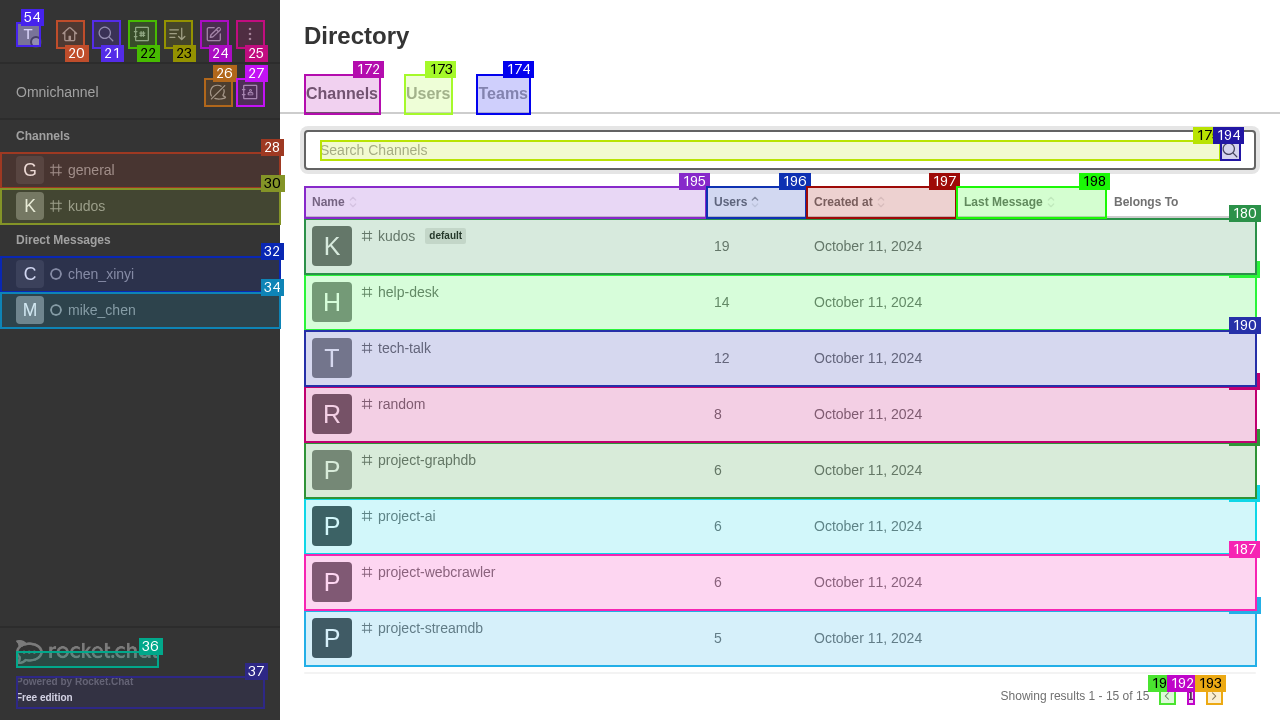 54
T
20 21 22 23 24 25
26 27
Omnichannel
Channels
28
G general
30
K kudos
Direct Messages
32
C chen_xinyi
34
M mike_chen
36
rocket.chat
37
Powered by Rocket.Chat
Free edition
Directory
172 173 174
Channels Users Teams
194
Search Channels
195 196 197 198
Name Users Created at Last Message Belongs To
180
K kudos default 19 October 11, 2024
H help-desk 14 October 11, 2024
190
T tech-talk 12 October 11, 2024
R random 8 October 11, 2024
P project-graphdb 6 October 11, 2024
P project-ai 6 October 11, 2024
187
P project-webcrawler 6 October 11, 2024
P project-streamdb 5 October 11, 2024
192 193
Showing results 1 - 15 of 15